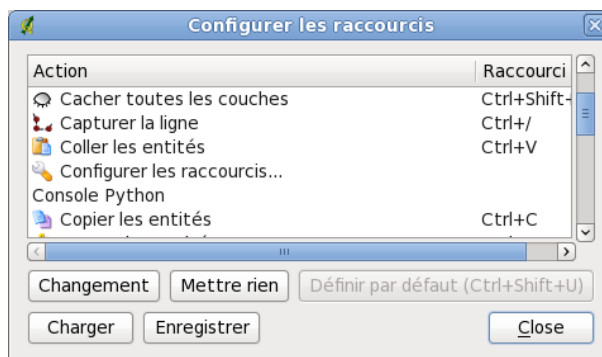 Configurer les raccourcis
Action Raccourci
Cacher toutes les couches Ctrl+Shift+
Capturer la ligne Ctrl+/
Coller les entités Ctrl+V
Configurer les raccourcis...
Console Python
Copier les entités Ctrl+C
Changement Mettre rien Définir par défaut (Ctrl+Shift+U)
Charger Enregistrer Close